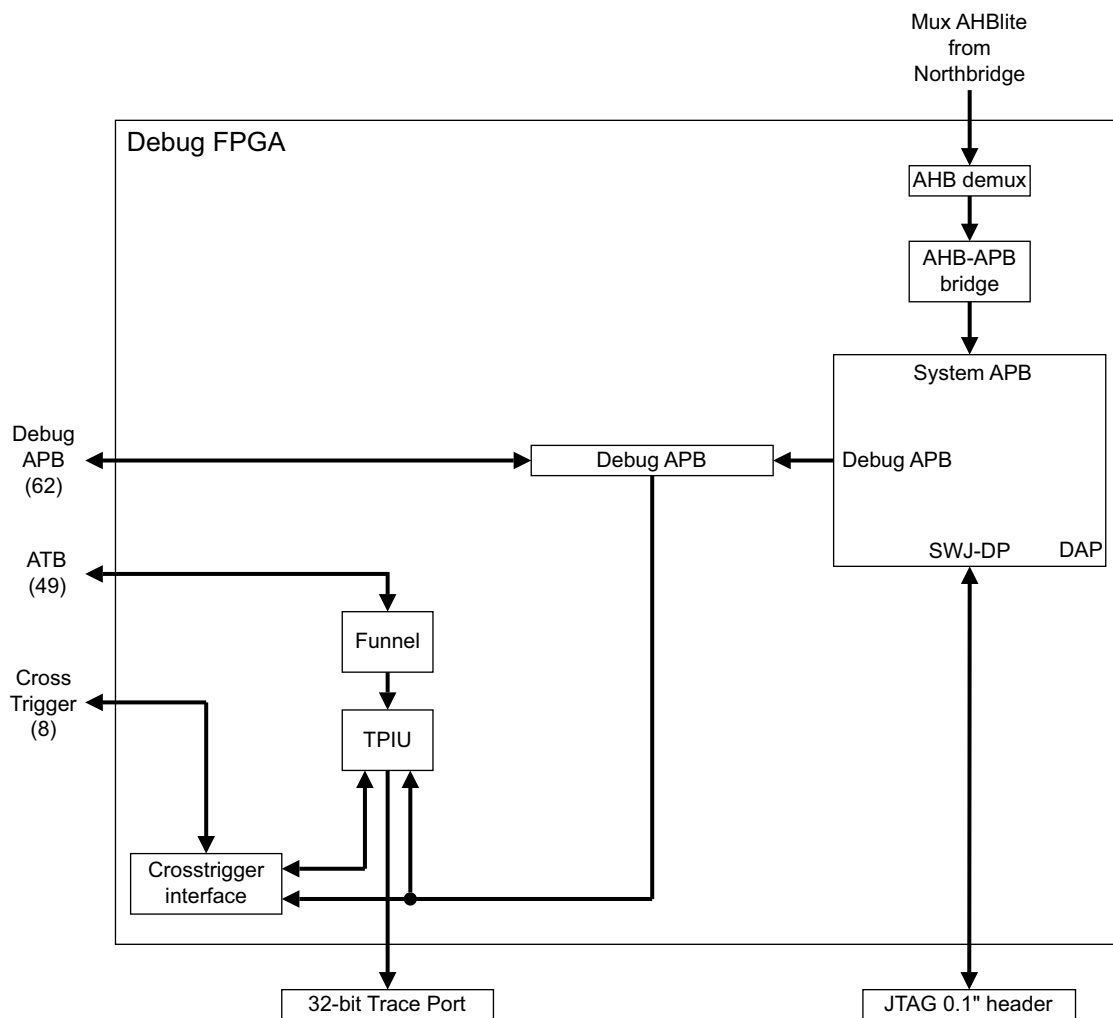 Mux AHBlite
from
Northbridge
Debug FPGA
AHB demux
AHB-APB
bridge
System APB
Debug
APB
(62)
Debug APB
Debug APB
SWJ-DP
DAP
ATB
(49)
Funnel
Cross
Trigger
(8)
TPIU
Crosstrigger
interface
32-bit Trace Port
JTAG 0.1" header